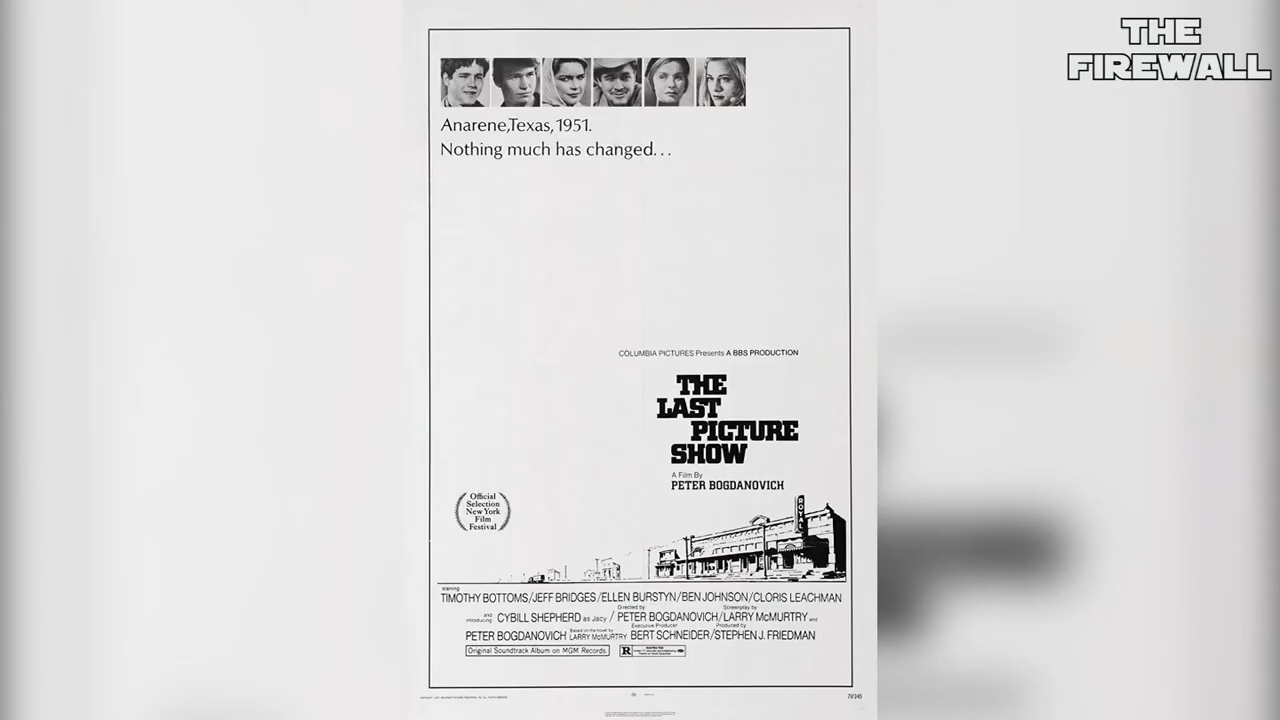 THE
FIREWALL
Anarene,Texas,1951.
Nothing much has changed...
COLUMBIA PICTURES Presents A BBS PRODUCTION
THE
LAST
PICTURE
SHOW
A Film By
PETER BOGDANOVICH
Official
Selection
New York
Film
Festival
ROYAL
starring
TIMOTHY BOTTOMS/JEFF BRIDGES/ELLEN BURSTYN/BEN JOHNSON/CLORIS LEACHMAN
and introducing CYBILL SHEPHERD as Jacy / Directed by PETER BOGDANOVICH/ Screenplay by LARRY McMURTRY and
PETER BOGDANOVICH Based on the novel by LARRY McMURTRY Executive Producer BERT SCHNEIDER/ Produced by STEPHEN J. FRIEDMAN
Original Soundtrack Album on MGM Records
R RESTRICTED
71/245